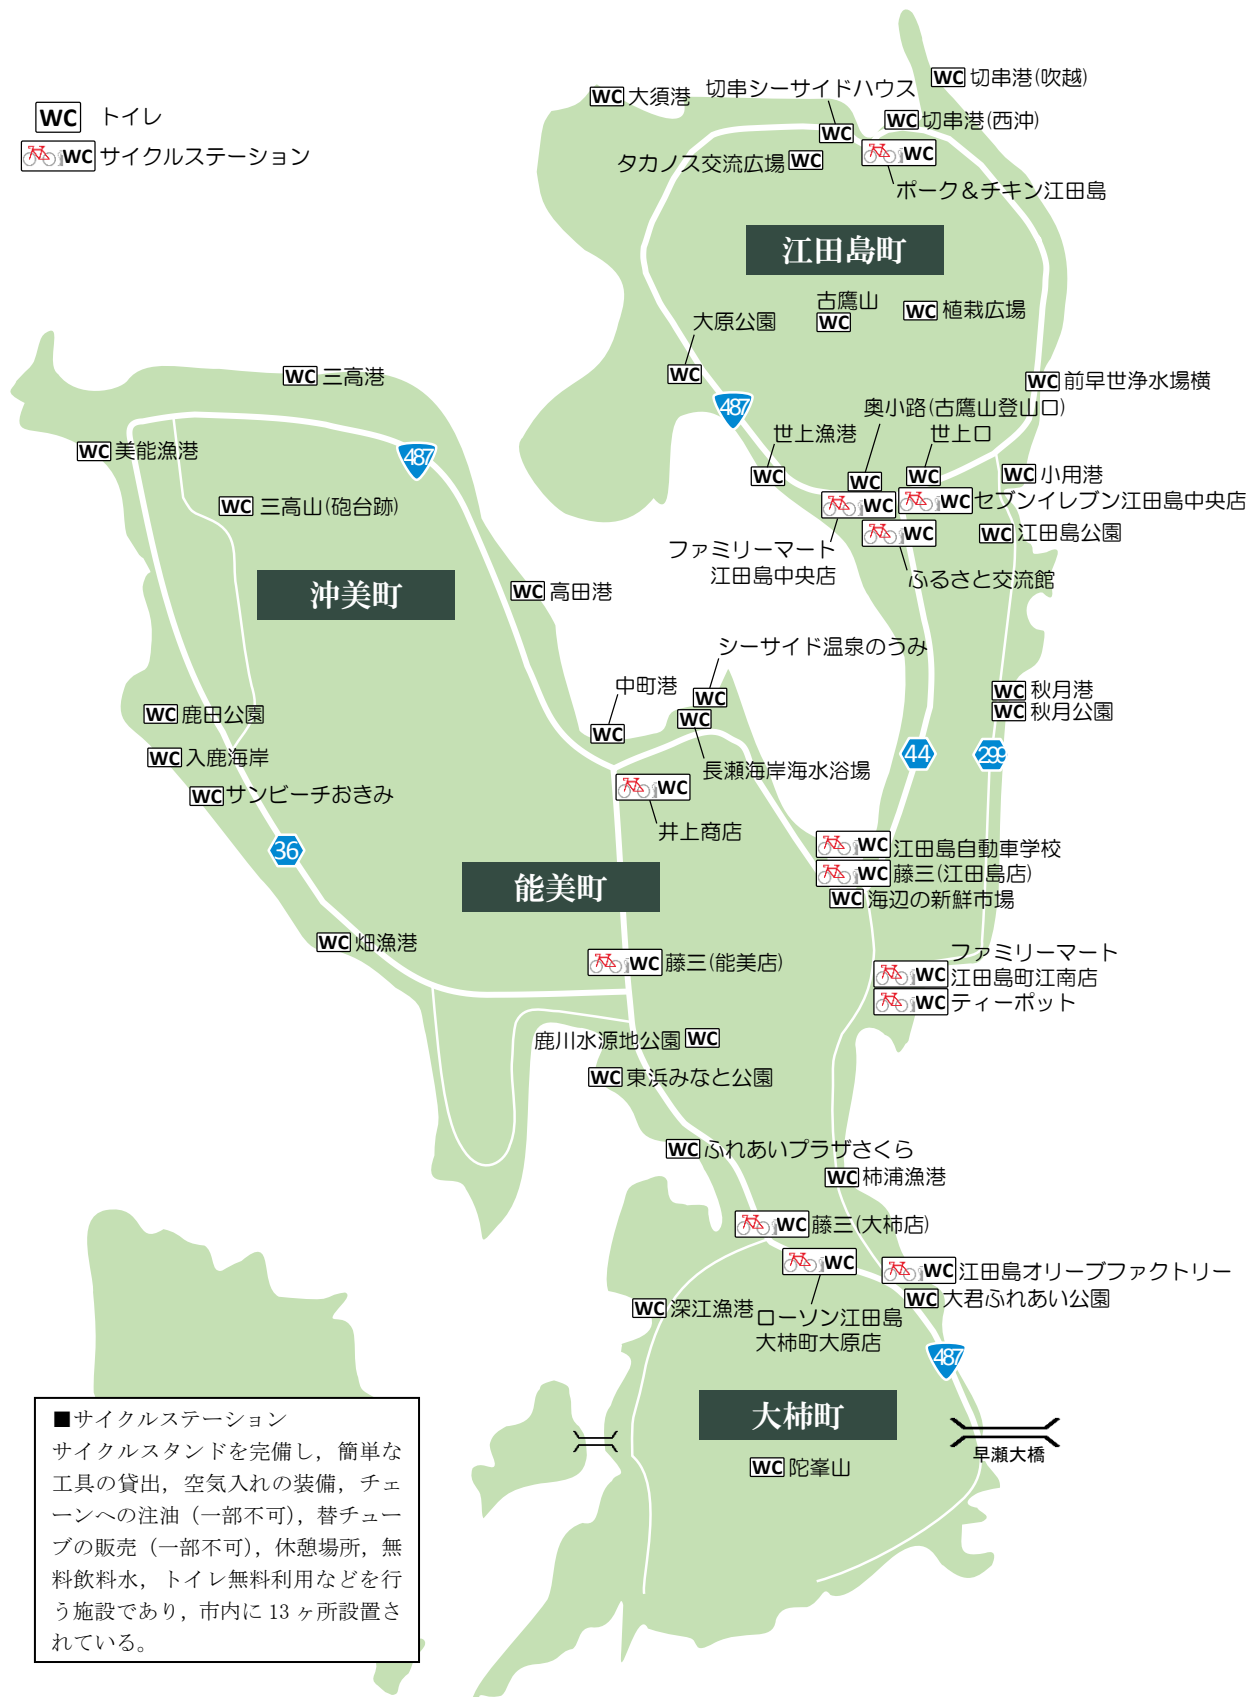 WC トイレ
WC サイクルステーション
WC 大須港
切串シーサイドハウス
WC
WC 切串港(吹越)
WC 切串港(西沖)
タカノス交流広場 WC
WC
ポーク＆チキン江田島
江田島町
古鷹山
WC
WC 植栽広場
大原公園
WC
WC 三高港
WC 前早世浄水場横
487
奥小路(古鷹山登山口)
WC
世上漁港
WC
世上口
WC
WC 美能漁港
487
WC 小用港
WC 三高山(砲台跡)
WC
WC セブンイレブン江田島中央店
WC
WC 江田島公園
ファミリーマート
江田島中央店
ふるさと交流館
沖美町
WC 高田港
シーサイド温泉のうみ
WC
中町港
WC
WC
長瀬海岸海水浴場
WC 秋月港
WC 秋月公園
WC 鹿田公園
WC 入鹿海岸
44
299
WC サンビーチおきみ
WC
井上商店
36
WC 江田島自動車学校
WC 藤三(江田島店)
WC 海辺の新鮮市場
能美町
WC 畑漁港
WC 藤三(能美店)
ファミリーマート
WC 江田島町江南店
WC ティーポット
鹿川水源地公園 WC
WC 東浜みなと公園
WC ふれあいプラザさくら
WC 柿浦漁港
WC 藤三(大柿店)
WC
WC 江田島オリーブファクトリー
WC 大君ふれあい公園
WC 深江漁港
ローソン江田島
大柿町大原店
487
大柿町
早瀬大橋
WC 陀峯山
■サイクルステーション
サイクルスタンドを完備し，簡単な
工具の貸出，空気入れの装備，チェ
ーンへの注油（一部不可），替チュー
ブの販売（一部不可），休憩場所，無
料飲料水，トイレ無料利用などを行
う施設であり，市内に 13 ヶ所設置さ
れている。